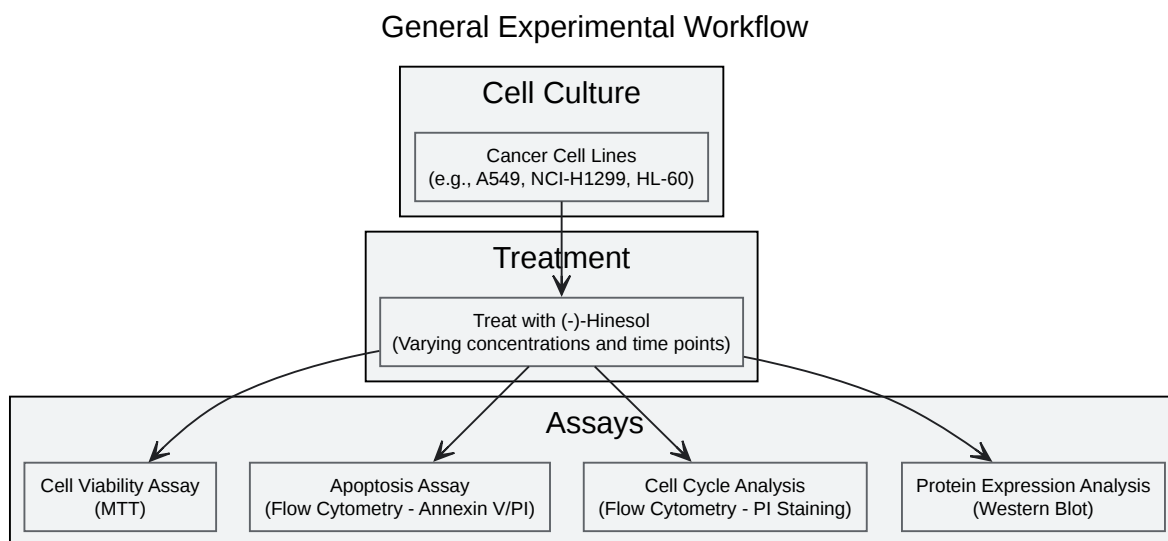 General Experimental Workflow
Cell Culture
Cancer Cell Lines
(e.g., A549, NCI-H1299, HL-60)
Treatment
Treat with (-)-Hinesol
(Varying concentrations and time points)
Assays
Cell Viability Assay
(MTT)
Apoptosis Assay
(Flow Cytometry - Annexin V/PI)
Cell Cycle Analysis
(Flow Cytometry - PI Staining)
Protein Expression Analysis
(Western Blot)